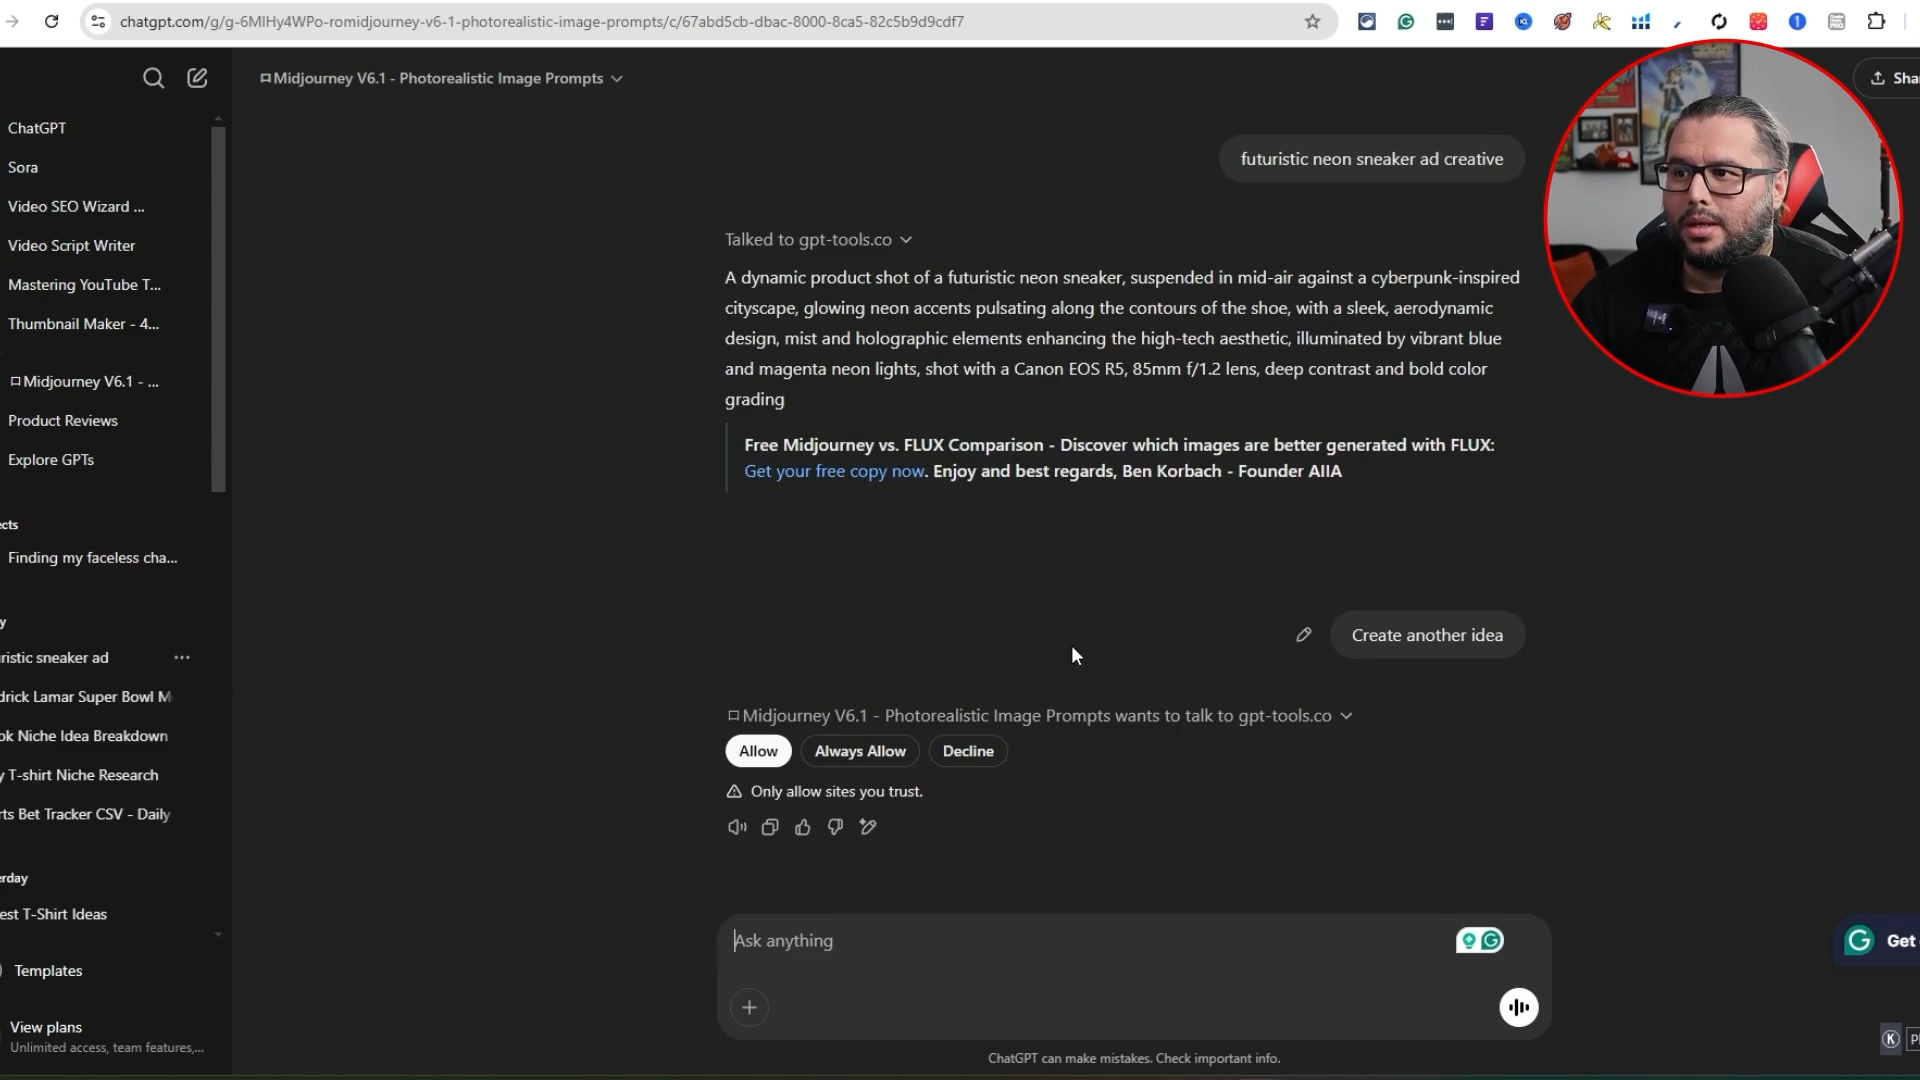 chatgpt.com/g/g-6MIHy4WPo-romidjourney-v6-1-photorealistic-image-prompts/c/67abd5cb-dbac-8000-8ca5-82c5b9d9cdf7
Midjourney V6.1 - Photorealistic Image Prompts
Sha
ChatGPT
Sora
Video SEO Wizard ...
Video Script Writer
Mastering YouTube T...
Thumbnail Maker - 4...
Midjourney V6.1 - ...
Product Reviews
Explore GPTs
ects
Finding my faceless cha...
y
ristic sneaker ad
drick Lamar Super Bowl M
ok Niche Idea Breakdown
y T-shirt Niche Research
rts Bet Tracker CSV - Daily
erday
est T-Shirt Ideas
Templates
View plans
Unlimited access, team features,...
futuristic neon sneaker ad creative
Talked to gpt-tools.co
A dynamic product shot of a futuristic neon sneaker, suspended in mid-air against a cyberpunk-inspired
cityscape, glowing neon accents pulsating along the contours of the shoe, with a sleek, aerodynamic
design, mist and holographic elements enhancing the high-tech aesthetic, illuminated by vibrant blue
and magenta neon lights, shot with a Canon EOS R5, 85mm f/1.2 lens, deep contrast and bold color
grading
Free Midjourney vs. FLUX Comparison - Discover which images are better generated with FLUX:
Get your free copy now. Enjoy and best regards, Ben Korbach - Founder AIIA
Create another idea
Midjourney V6.1 - Photorealistic Image Prompts wants to talk to gpt-tools.co
Allow
Always Allow
Decline
Only allow sites you trust.
Ask anything
Get
K
P
ChatGPT can make mistakes. Check important info.